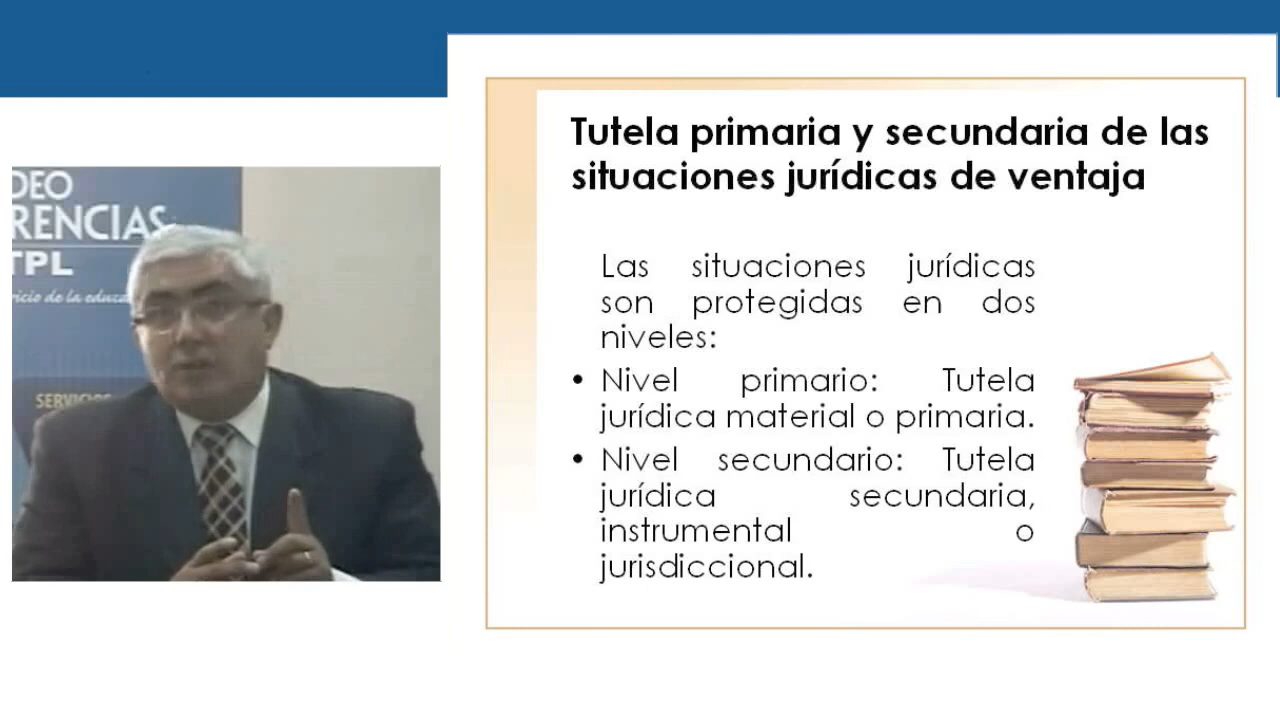 DEO
RENCIAS
TPL
SERVICIOS
Tutela primaria y secundaria de las
situaciones jurídicas de ventaja
Las situaciones jurídicas
son protegidas en dos
niveles:
• Nivel primario: Tutela
jurídica material o primaria.
• Nivel secundario: Tutela
jurídica secundaria,
instrumental o
jurisdiccional.